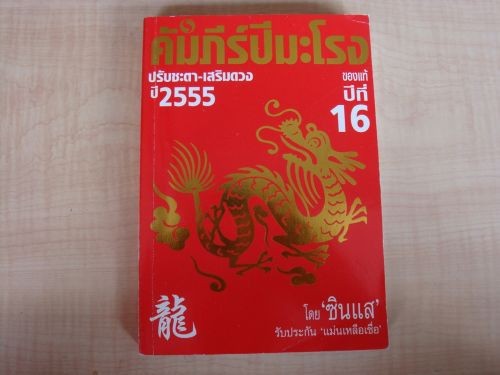 คัมภีร์ปีมะโรง
ปรับชะตา-เสริมดวง
ปี2555
ของแท้
ปีที่
16
龍
โดย 'ซินแส'
รับประกัน 'แม่นเหลือเชื่อ'